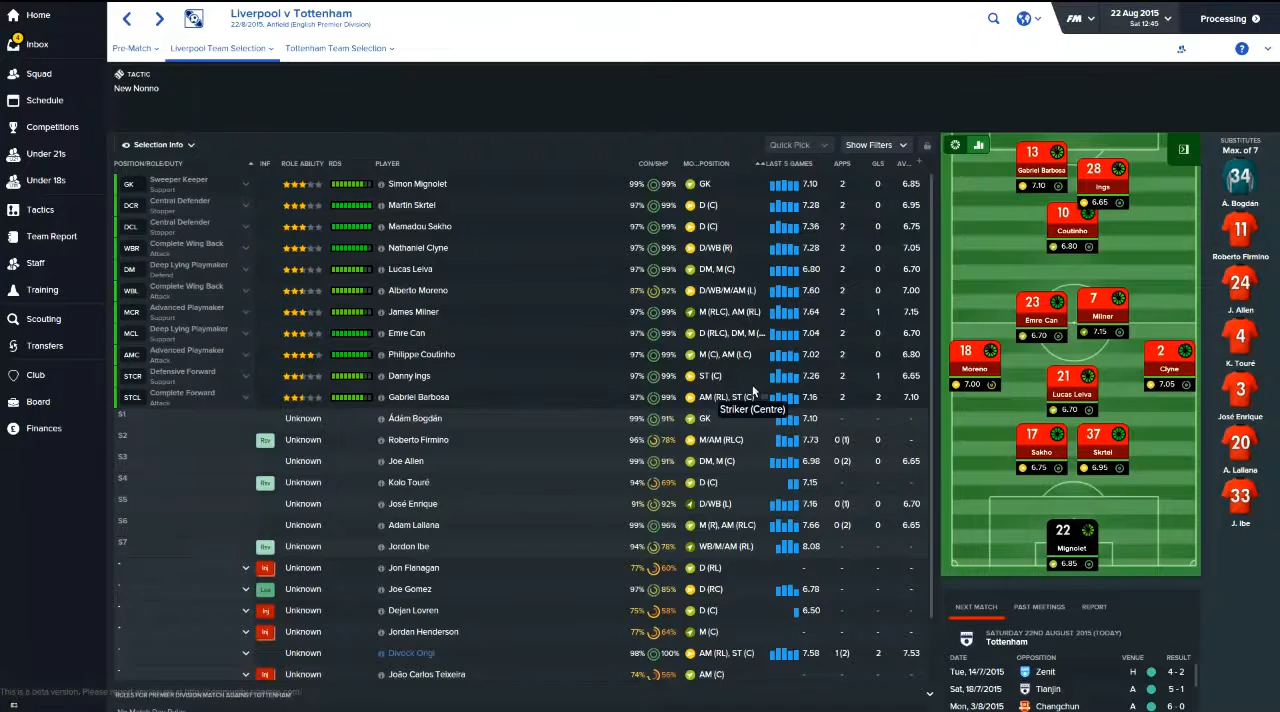 Home
Inbox
4
Squad
Schedule
Competitions
Under 21s
Under 18s
Tactics
Team Report
Staff
Training
Scouting
Transfers
Club
Board
Finances
Liverpool v Tottenham
22/8/2015, Anfield (English Premier Division)
FM
22 Aug 2015
Sat 12:45
Processing
Pre-Match
Liverpool Team Selection
Tottenham Team Selection
?
TACTIC
New Nonno
Selection Info
Quick Pick
Show Filters
POSITION/ROLE/DUTY INF ROLE ABILITY RDS PLAYER CON/SHP MO... POSITION LAST 5 GAMES APPS GLS AV...
GK Sweeper Keeper Support Simon Mignolet 99% 99% GK 7.10 2 0 6.85
DCR Central Defender Stopper Martin Skrtel 97% 99% D (C) 7.28 2 0 6.95
DCL Central Defender Stopper Mamadou Sakho 97% 99% D (C) 7.36 2 0 6.75
WBR Complete Wing Back Attack Nathaniel Clyne 97% 99% D/WB (R) 7.28 2 0 7.05
DM Deep Lying Playmaker Defend Lucas Leiva 97% 99% DM, M (C) 6.80 2 0 6.70
WBL Complete Wing Back Attack Alberto Moreno 87% 92% D/WB/M/AM (L) 7.60 2 0 7.00
MCR Advanced Playmaker Support James Milner 97% 99% M (RLC), AM (RL) 7.64 2 1 7.15
MCL Deep Lying Playmaker Support Emre Can 97% 99% D (RLC), DM, M (... 7.04 2 0 6.70
AMC Advanced Playmaker Attack Philippe Coutinho 97% 99% M (C), AM (LC) 7.02 2 0 6.80
STCR Defensive Forward Support Danny Ings 97% 99% ST (C) 7.26 2 1 6.65
STCL Complete Forward Attack Gabriel Barbosa 97% 99% AM (RL), ST (C) 7.16 2 2 7.10
Striker (Centre)
S1 Unknown Ádám Bogdán 99% 91% GK 7.10 - - -
S2 Rsv Unknown Roberto Firmino 96% 78% M/AM (RLC) 7.73 0 (1) 0 -
S3 Unknown Joe Allen 99% 91% DM, M (C) 6.98 0 (2) 0 6.65
S4 Rsv Unknown Kolo Touré 94% 69% D (C) 7.15 - - -
S5 Unknown José Enrique 91% 92% D/WB (L) 7.16 0 (1) 0 6.70
S6 Unknown Adam Lallana 99% 96% M (R), AM (RLC) 7.66 0 (2) 0 6.65
S7 Rsv Unknown Jordon Ibe 94% 78% WB/M/AM (RL) 8.08 - - -
- Inj Unknown Jon Flanagan 77% 60% D (RL) - - - -
- Unknown Joe Gomez 97% 85% D (RC) 6.78 - - -
- Inj Unknown Dejan Lovren 75% 58% D (C) 6.50 - - -
- Inj Unknown Jordan Henderson 77% 64% M (C) - - - -
- Unknown Divock Origi 98% 100% AM (RL), ST (C) 7.58 1 (2) 2 7.53
- Inj Unknown João Carlos Teixeira 74% 56% AM (C) - - - -
ROLES FOR PREMIER DIVISION MATCH AGAINST TOTTENHAM
No Match Day Roles
This is a beta version. Please
13
Gabriel Barbosa
7.10
28
Ings
6.65
10
Coutinho
6.80
23
Emre Can
6.70
7
Milner
7.15
18
Moreno
7.00
2
Clyne
7.05
21
Lucas Leiva
6.70
17
Sakho
6.75
37
Skrtel
6.95
22
Mignolet
6.85
SUBSTITUTES
Max. of 7
34
A. Bogdán
11
Roberto Firmino
24
J. Allen
4
K. Touré
3
José Enrique
20
A. Lallana
33
J. Ibe
NEXT MATCH
PAST MEETINGS
REPORT
SATURDAY 22ND AUGUST 2015 (TODAY)
Tottenham
DATE OPPOSITION VENUE RESULT
Tue, 14/7/2015 Zenit H 4 - 2
Sat, 18/7/2015 Tianjin A 5 - 1
Mon, 3/8/2015 Changchun A 6 - 0